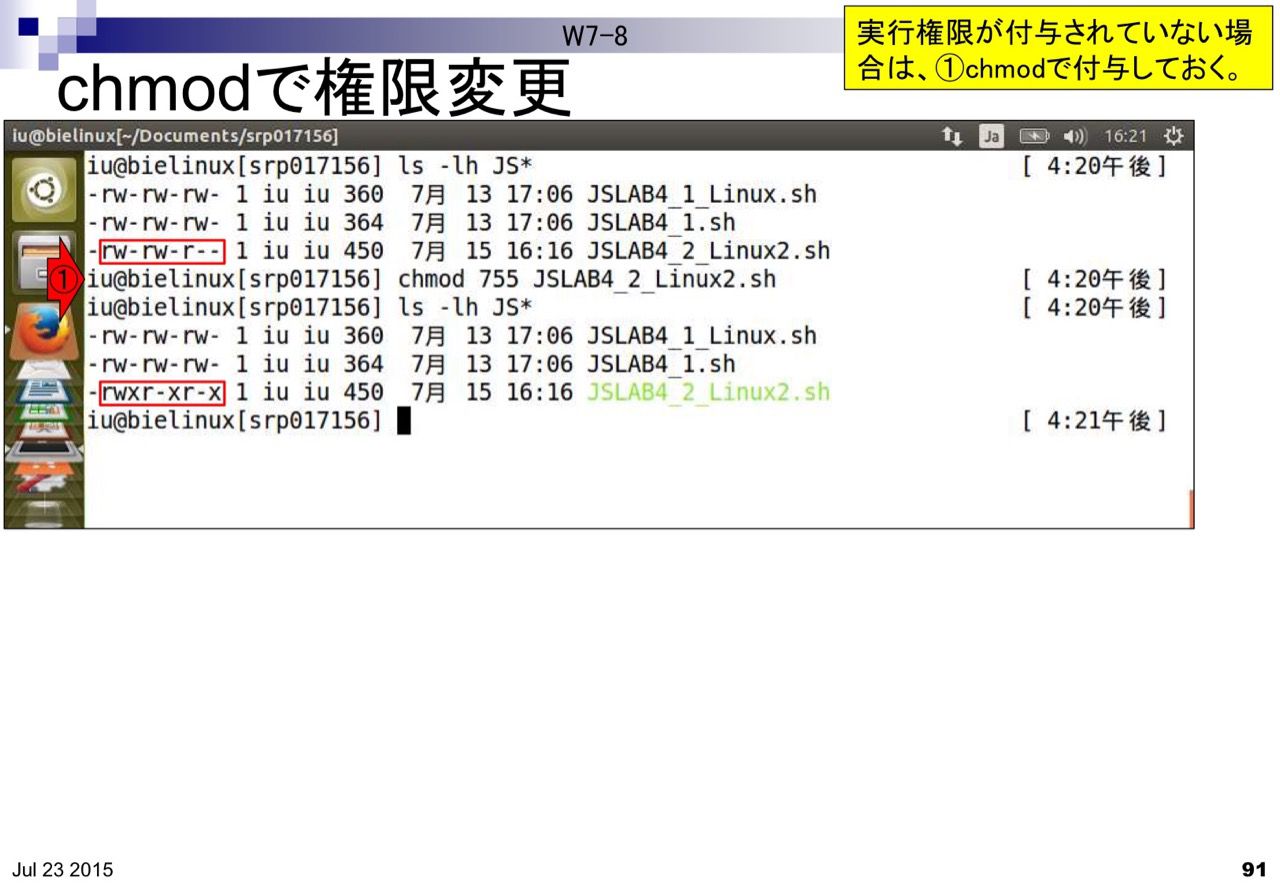 W7-8
実行権限が付与されていない場
合は、①chmodで付与しておく。
chmodで権限変更
iu@bielinux[~/Documents/srp017156]
Ja
16:21
iu@bielinux[srp017156] ls -lh JS* [ 4:20午後]
-rw-rw-rw- 1 iu iu 360 7月 13 17:06 JSLAB4_1_Linux.sh
-rw-rw-rw- 1 iu iu 364 7月 13 17:06 JSLAB4_1.sh
-rw-rw-r-- 1 iu iu 450 7月 15 16:16 JSLAB4_2_Linux2.sh
①
iu@bielinux[srp017156] chmod 755 JSLAB4_2_Linux2.sh [ 4:20午後]
iu@bielinux[srp017156] ls -lh JS* [ 4:20午後]
-rw-rw-rw- 1 iu iu 360 7月 13 17:06 JSLAB4_1_Linux.sh
-rw-rw-rw- 1 iu iu 364 7月 13 17:06 JSLAB4_1.sh
-rwxr-xr-x 1 iu iu 450 7月 15 16:16 JSLAB4_2_Linux2.sh
iu@bielinux[srp017156] [ 4:21午後]
Jul 23 2015
91